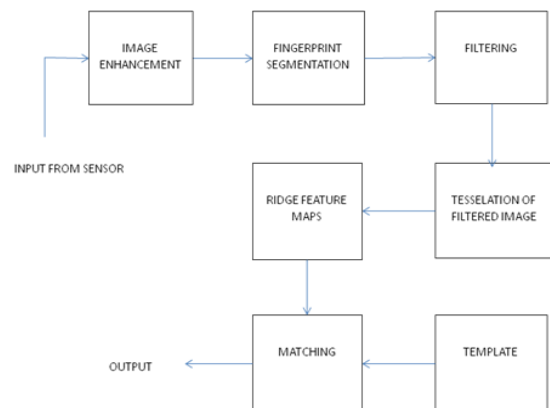 IMAGE
ENHANCEMENT
FINGERPRINT
SEGMENTATION
FILTERING
INPUT FROM SENSOR
RIDGE FEATURE
MAPS
TESSELATION OF
FILTERED IMAGE
OUTPUT
MATCHING
TEMPLATE